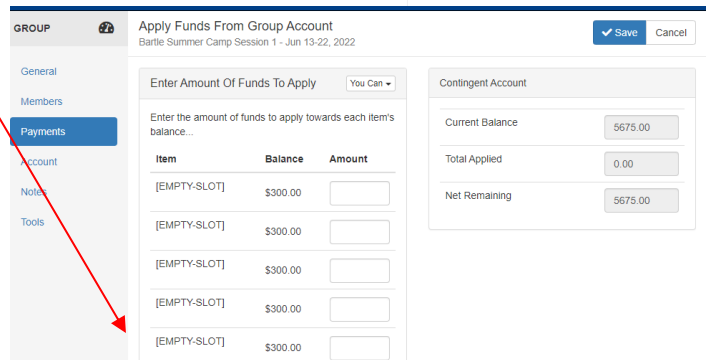 GROUP
General
Members
Payments
Account
Notes
Tools
Apply Funds From Group Account
Bartle Summer Camp Session 1 - Jun 13-22, 2022
Save Cancel
Enter Amount Of Funds To Apply You Can
Enter the amount of funds to apply towards each item's
balance...
Item Balance Amount
[EMPTY-SLOT] $300.00
[EMPTY-SLOT] $300.00
[EMPTY-SLOT] $300.00
[EMPTY-SLOT] $300.00
[EMPTY-SLOT] $300.00
Contingent Account
Current Balance 5675.00
Total Applied 0.00
Net Remaining 5675.00